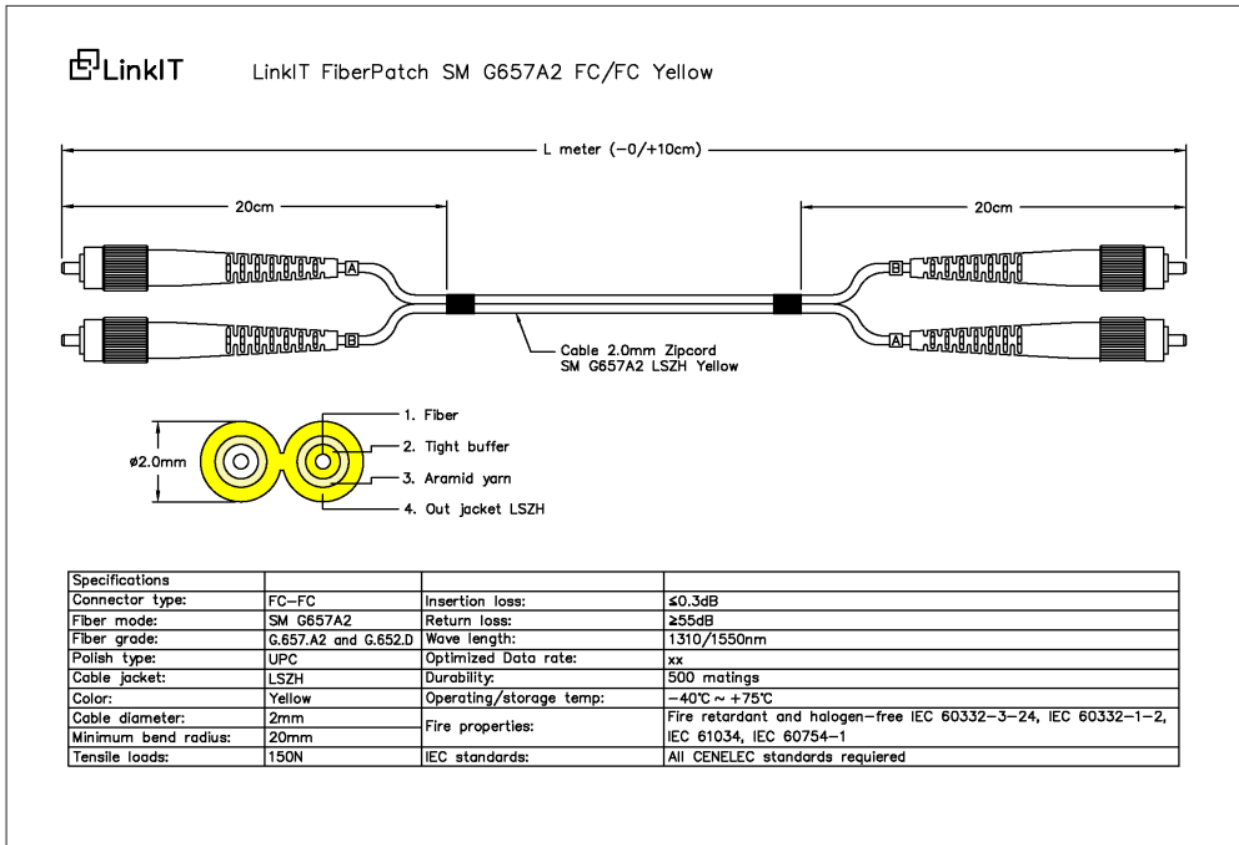 LinkIT
LinkIT FiberPatch SM G657A2 FC/FC Yellow
L meter (-0/+10cm)
20cm
20cm
A
B
B
A
Cable 2.0mm Zipcord
SM G657A2 LSZH Yellow
ø2.0mm
1. Fiber
2. Tight buffer
3. Aramid yarn
4. Out jacket LSZH
Specifications
Connector type: FC-FC Insertion loss: ≤0.3dB
Fiber mode: SM G657A2 Return loss: ≥55dB
Fiber grade: G.657.A2 and G.652.D Wave length: 1310/1550nm
Polish type: UPC Optimized Data rate: xx
Cable jacket: LSZH Durability: 500 matings
Color: Yellow Operating/storage temp: -40℃ ~ +75℃
Cable diameter: 2mm Fire properties: Fire retardant and halogen-free IEC 60332-3-24, IEC 60332-1-2,
Minimum bend radius: 20mm IEC 61034, IEC 60754-1
Tensile loads: 150N IEC standards: All CENELEC standards requiered